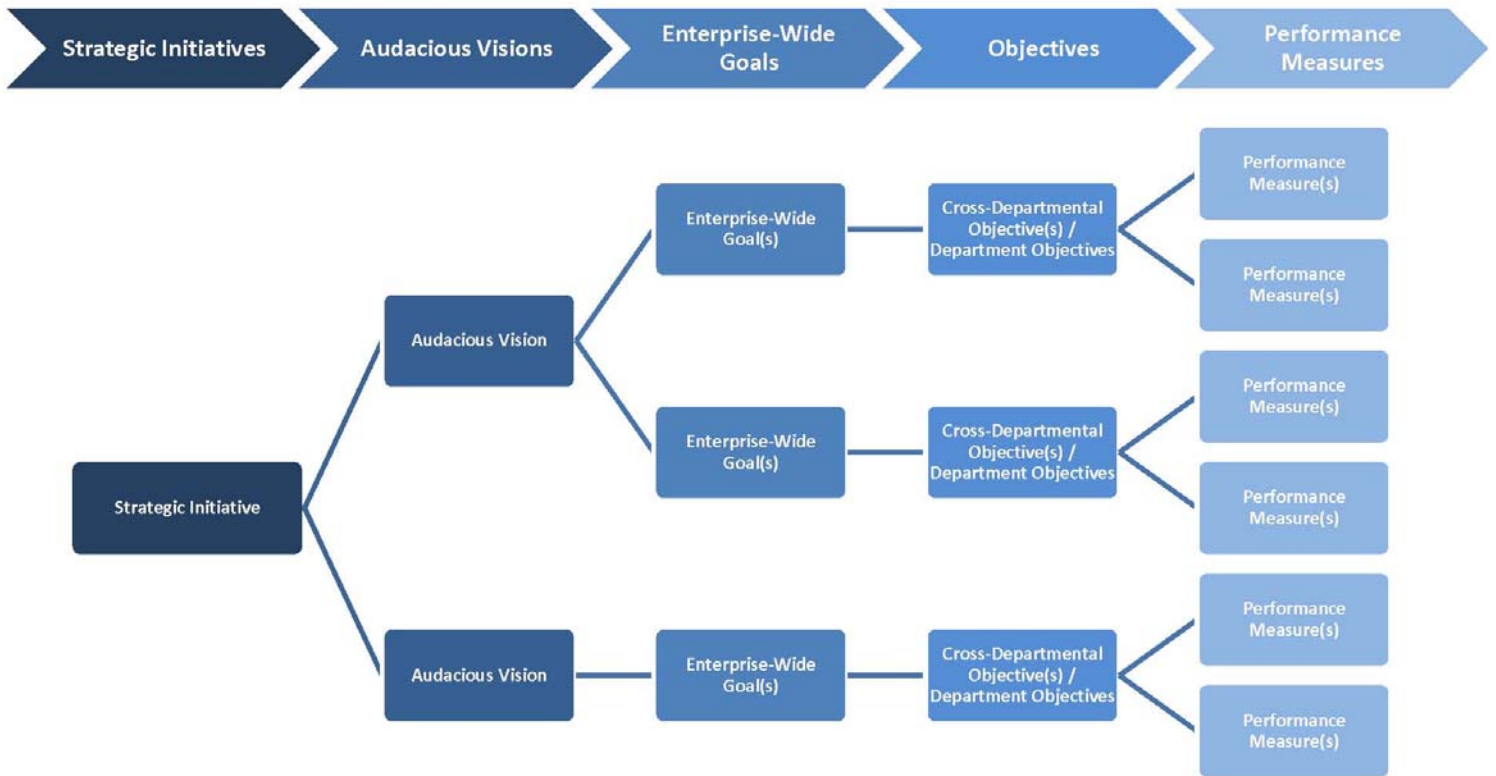 Strategic Initiatives
Audacious Visions
Enterprise-Wide
Goals
Objectives
Performance
Measures
Strategic Initiative
Audacious Vision
Audacious Vision
Enterprise-Wide
Goal(s)
Enterprise-Wide
Goal(s)
Enterprise-Wide
Goal(s)
Cross-Departmental
Objective(s) /
Department Objectives
Cross-Departmental
Objective(s) /
Department Objectives
Cross-Departmental
Objective(s) /
Department Objectives
Performance
Measure(s)
Performance
Measure(s)
Performance
Measure(s)
Performance
Measure(s)
Performance
Measure(s)
Performance
Measure(s)